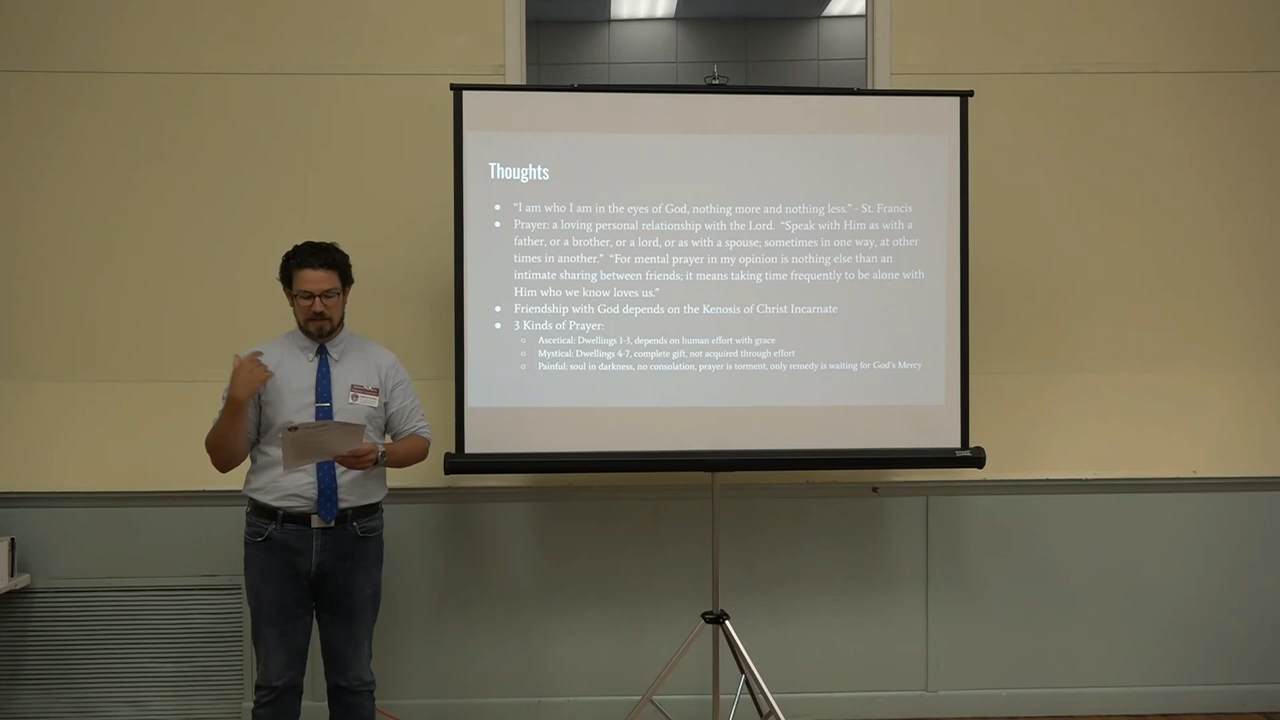 Thoughts
● "I am who I am in the eyes of God, nothing more and nothing less." - St. Francis
● Prayer: a loving personal relationship with the Lord. "Speak with Him as with a
father, or a brother, or a lord, or as with a spouse; sometimes in one way, at other
times in another." "For mental prayer in my opinion is nothing else than an
intimate sharing between friends; it means taking time frequently to be alone with
Him who we know loves us."
● Friendship with God depends on the Kenosis of Christ Incarnate
● 3 Kinds of Prayer:
○ Ascetical: Dwellings 1-3, depends on human effort with grace
○ Mystical: Dwellings 4-7, complete gift, not acquired through effort
○ Painful: soul in darkness, no consolation, prayer is torment, only remedy is waiting for God's Mercy